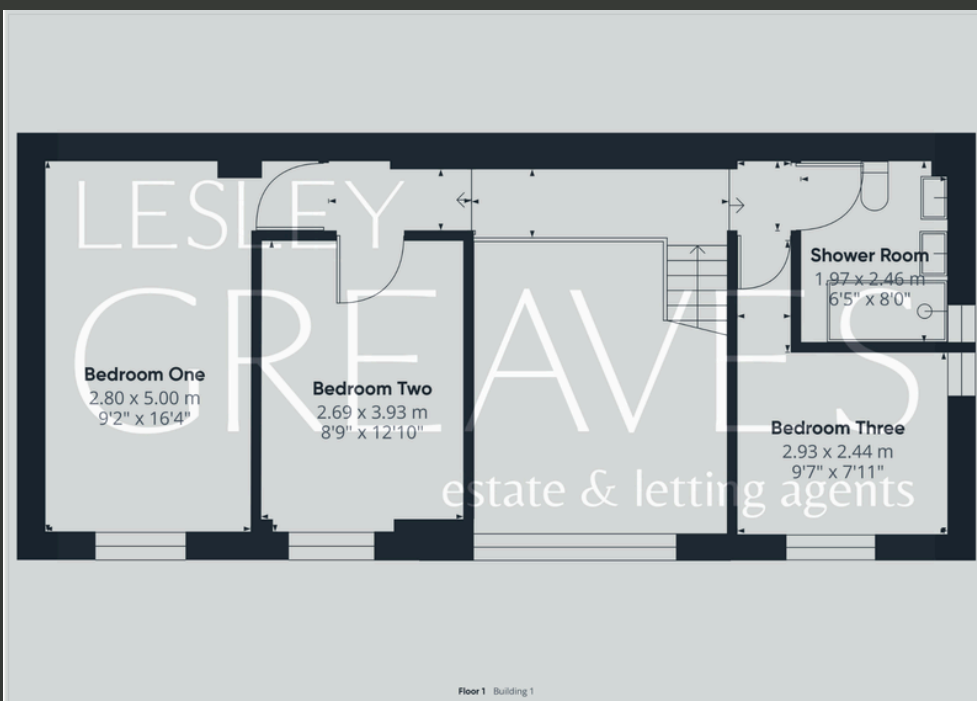 LESLEY
GREAVES
estate & letting agents
Shower Room
1.97 x 2.46 m
6'5" x 8'0"
Bedroom One
2.80 x 5.00 m
9'2" x 16'4"
Bedroom Two
2.69 x 3.93 m
8'9" x 12'10"
Bedroom Three
2.93 x 2.44 m
9'7" x 7'11"
Floor 1 Building 1